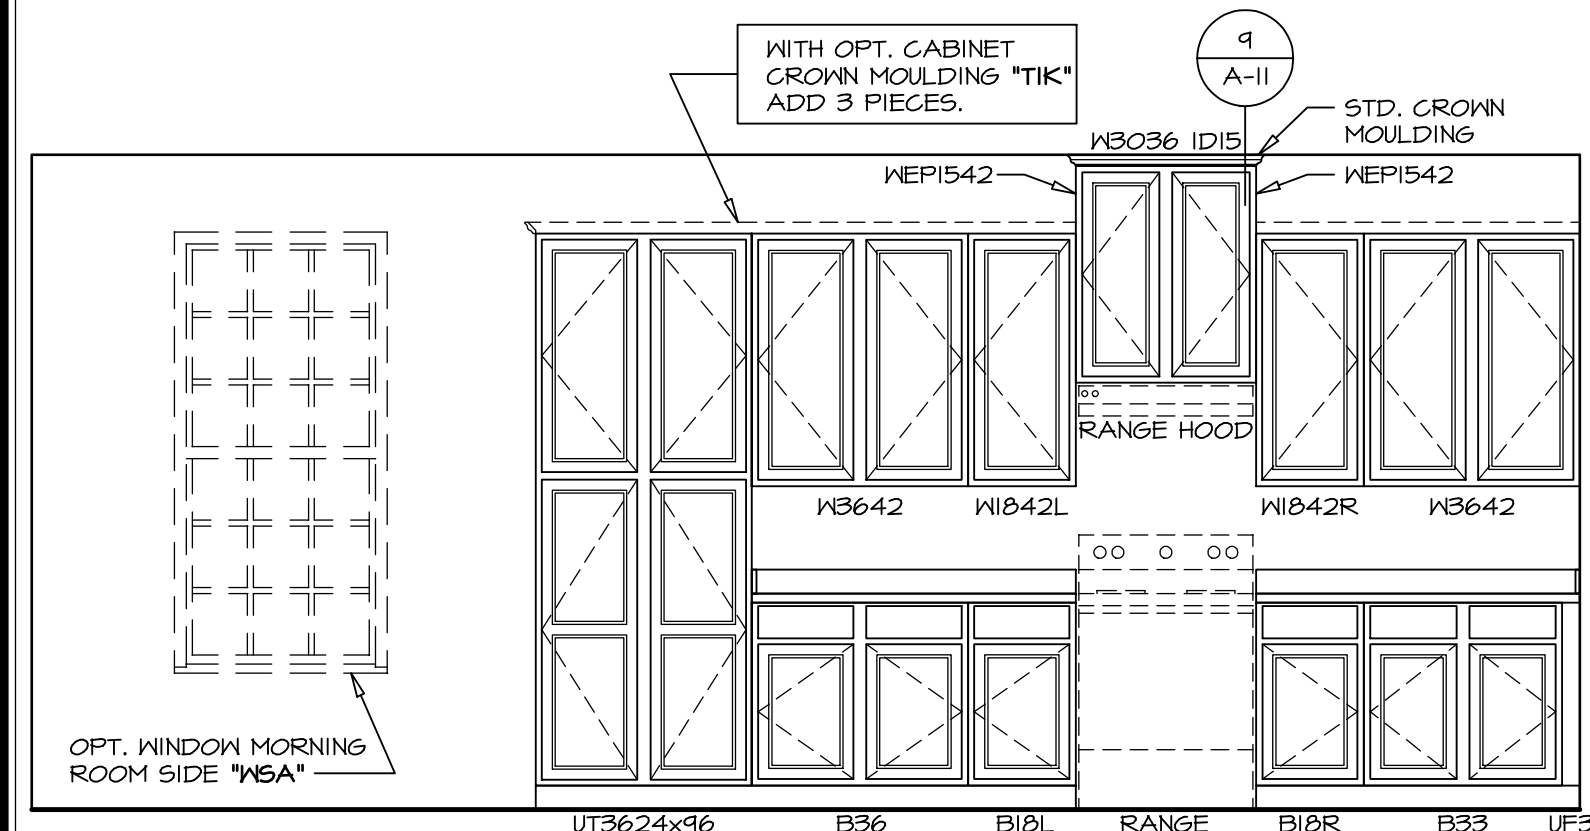 WITH OPT. CABINET
CROWN MOULDING "TIK"
ADD 3 PIECES.
9
A-11
STD. CROWN
MOULDING
W3036 1D15
WEP1542
WEP1542
RANGE HOOD
W3642
W1842L
W1842R
W3642
OPT. WINDOW MORNING
ROOM SIDE "WSA"
UT3624x96
B36
B18L
RANGE
B18R
B33